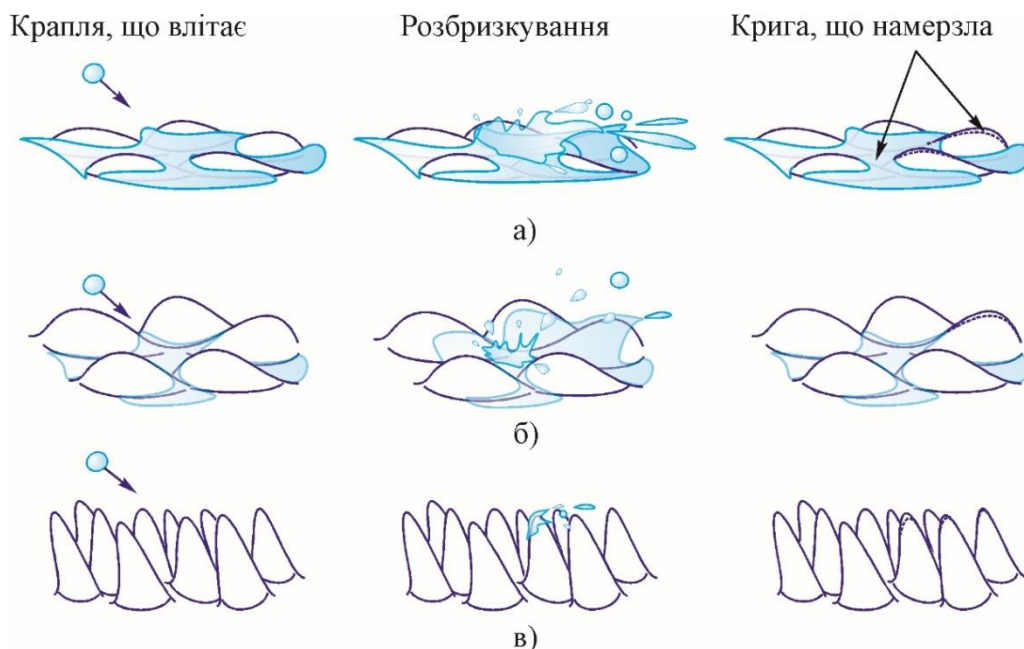 Крапля, що влітає
Розбризкування
Крига, що намерзла
а)
б)
в)